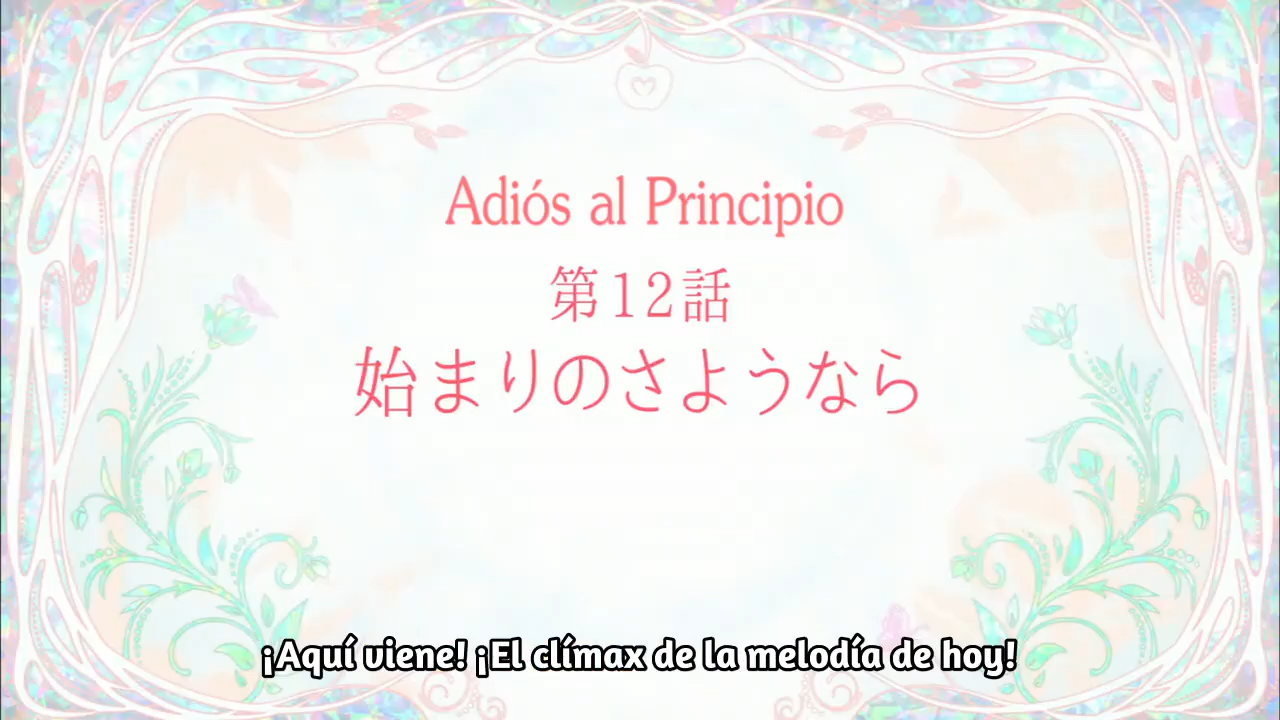 Adiós al Principio
第12話
始まりのさようなら
¡Aquí viene! ¡El clímax de la melodía de hoy!